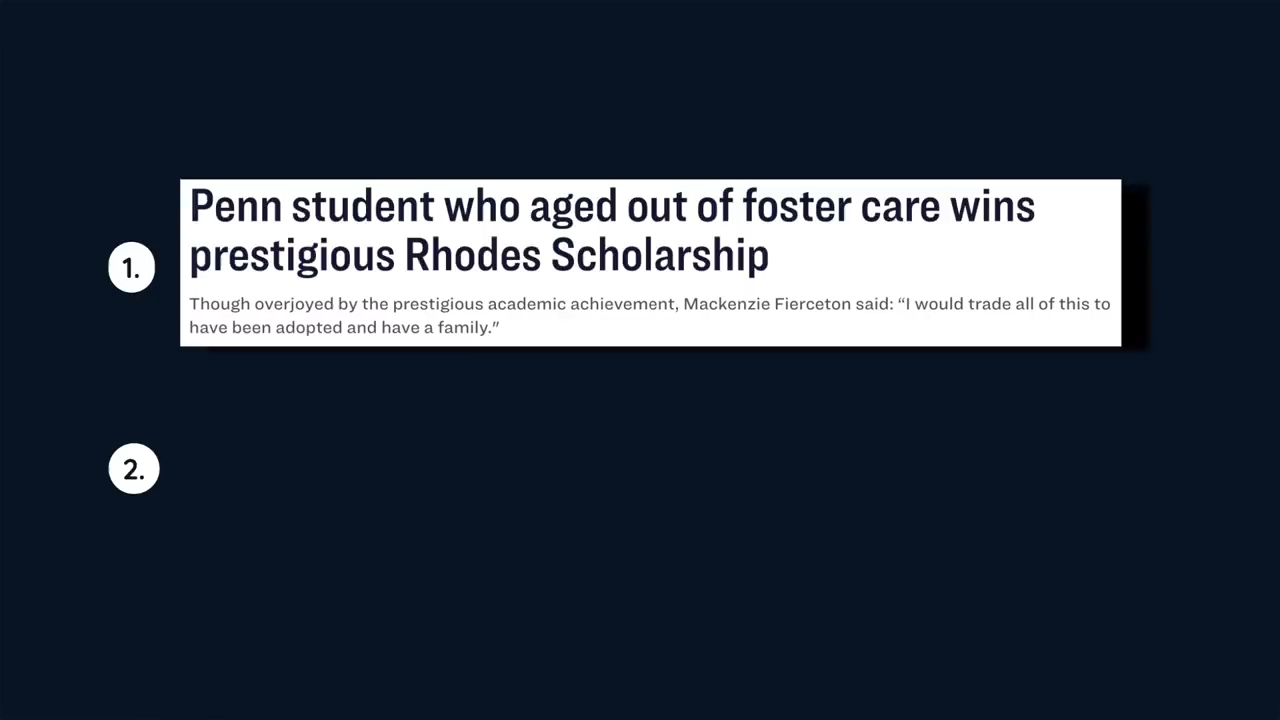 1.
Penn student who aged out of foster care wins
prestigious Rhodes Scholarship
Though overjoyed by the prestigious academic achievement, Mackenzie Fierceton said: “I would trade all of this to
have been adopted and have a family.”
2.